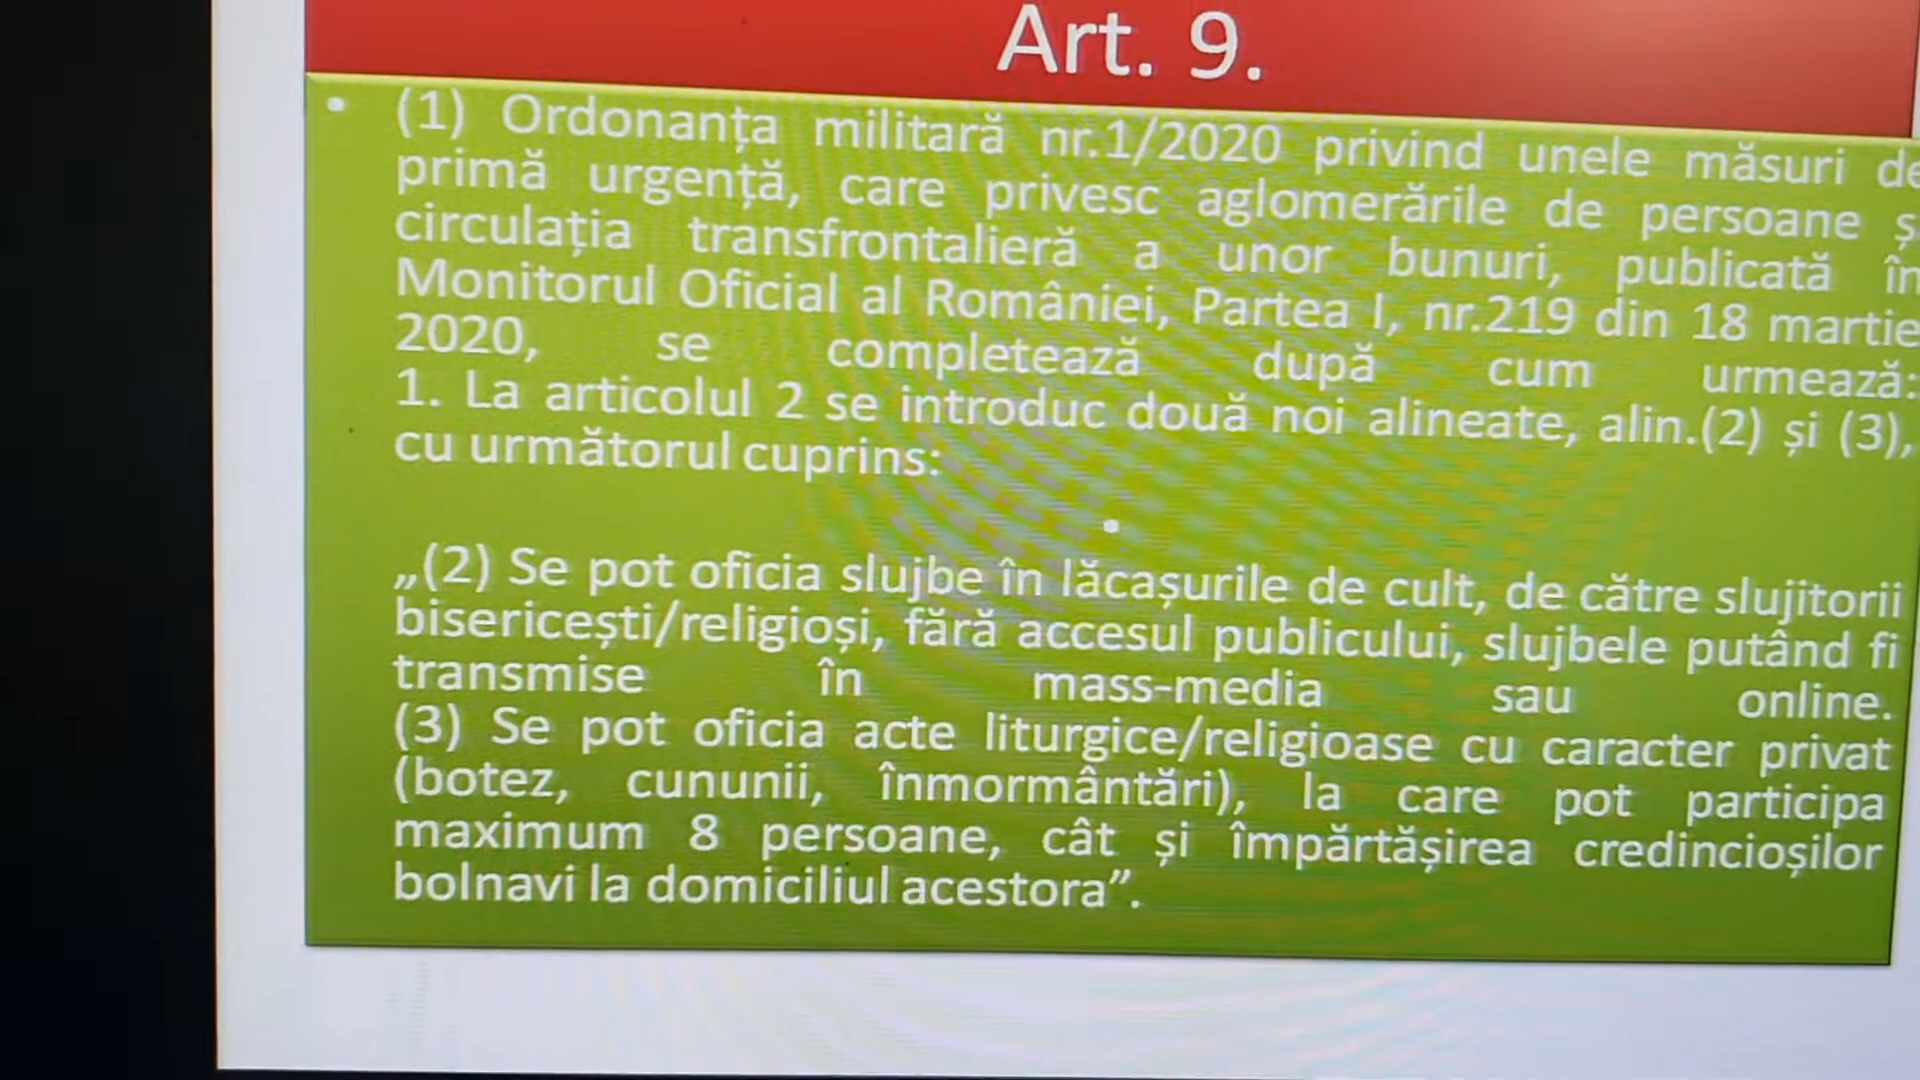 Art. 9.
• (1) Ordonanța militară nr.1/2020 privind unele măsuri de
primă urgență, care privesc aglomerările de persoane
circulația transfrontalieră a unor bunuri, publicată în
Monitorul Oficial al României, Partea I, nr.219 din 18 martie
2020, se completează după cum urmează:
1. La articolul 2 se introduc două noi alineate, alin.(2) și (3),
cu următorul cuprins:
•
„(2) Se pot oficia slujbe în lăcașurile de cult, de către slujitorii
bisericești/religioși, fără accesul publicului, slujbele putând fi
transmise în mass-media sau online.
(3) Se pot oficia acte liturgice/religioase cu caracter privat
(botez, cununii, înmormântări), la care pot participa
maximum 8 persoane, cât și împărtășirea credincioșilor
bolnavi la domiciliul acestora”.